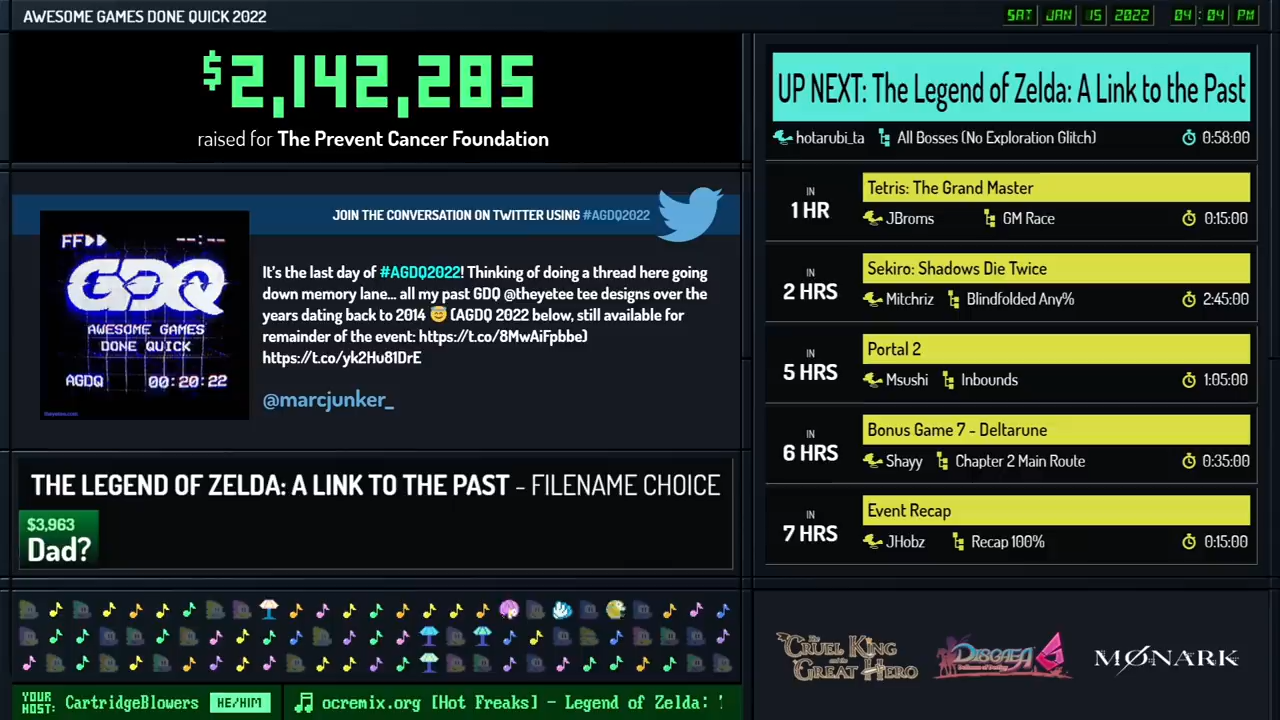 AWESOME GAMES DONE QUICK 2022
SAT JAN 15 2022 04:04 PM
$2,142,285
raised for The Prevent Cancer Foundation
JOIN THE CONVERSATION ON TWITTER USING #AGDQ2022
FF
--:--
GDQ
AWESOME GAMES
DONE QUICK
AGDQ 00:20:22
It's the last day of #AGDQ2022! Thinking of doing a thread here going
down memory lane... all my past GDQ @theyetee tee designs over the
years dating back to 2014 😇 (AGDQ 2022 below, still available for
remainder of the event: https://t.co/8MwAiFpbbe)
https://t.co/yk2Hu81DrE
@marcjunker_
THE LEGEND OF ZELDA: A LINK TO THE PAST - FILENAME CHOICE
$3,963
Dad?
YOUR HOST: CartridgeBlowers HE/HIM
ocremix.org [Hot Freaks] - Legend of Zelda:
UP NEXT: The Legend of Zelda: A Link to the Past
hotarubi_ta All Bosses (No Exploration Glitch) 0:58:00
IN 1 HR
Tetris: The Grand Master
JBroms GM Race 0:15:00
IN 2 HRS
Sekiro: Shadows Die Twice
Mitchriz Blindfolded Any% 2:45:00
IN 5 HRS
Portal 2
Msushi Inbounds 1:05:00
IN 6 HRS
Bonus Game 7 - Deltarune
Shayy Chapter 2 Main Route 0:35:00
IN 7 HRS
Event Recap
JHobz Recap 100% 0:15:00
The CRUEL KING and the GREAT HERO
DISGAEA 6
MONARK